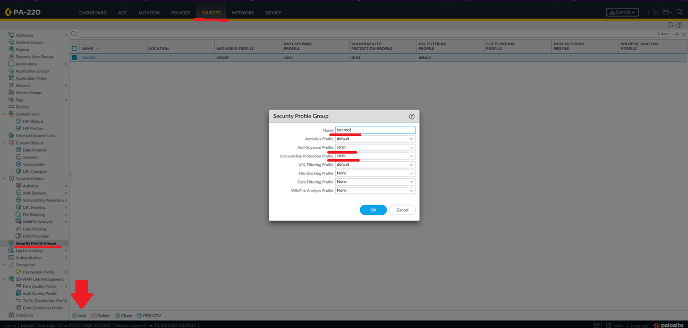 PA-220
DASHBOARD ACC MONITOR POLICIES OBJECTS NETWORK DEVICE
Commit
Addresses
Address Groups
Regions
Dynamic User Groups
Applications
Application Groups
Application Filters
Services
Service Groups
Tags
Devices
GlobalProtect
HIP Objects
HIP Profiles
External Dynamic Lists
Custom Objects
Data Patterns
Spyware
Vulnerability
URL Category
Security Profiles
Antivirus
Anti-Spyware
Vulnerability Protection
URL Filtering
File Blocking
WildFire Analysis
Data Filtering
DoS Protection
Security Profile Groups
Log Forwarding
Authentication
Decryption
Decryption Profile
SD-WAN Link Management
Path Quality Profile
SaaS Quality Profile
Traffic Distribution Profile
Error Correction Profile
Schedules
NAME LOCATION ANTIVIRUS PROFILE ANTI-SPYWARE PROFILE VULNERABILITY PROTECTION PROFILE URL FILTERING PROFILE FILE BLOCKING PROFILE DATA FILTERING PROFILE WILDFIRE ANALYSIS PROFILE
default strict strict default
Security Profile Group
Name internet
Antivirus Profile default
Anti-Spyware Profile strict
Vulnerability Protection Profile strict
URL Filtering Profile default
File Blocking Profile None
Data Filtering Profile None
WildFire Analysis Profile None
OK Cancel
Add Delete Clone PDF/CSV
Language paloalto